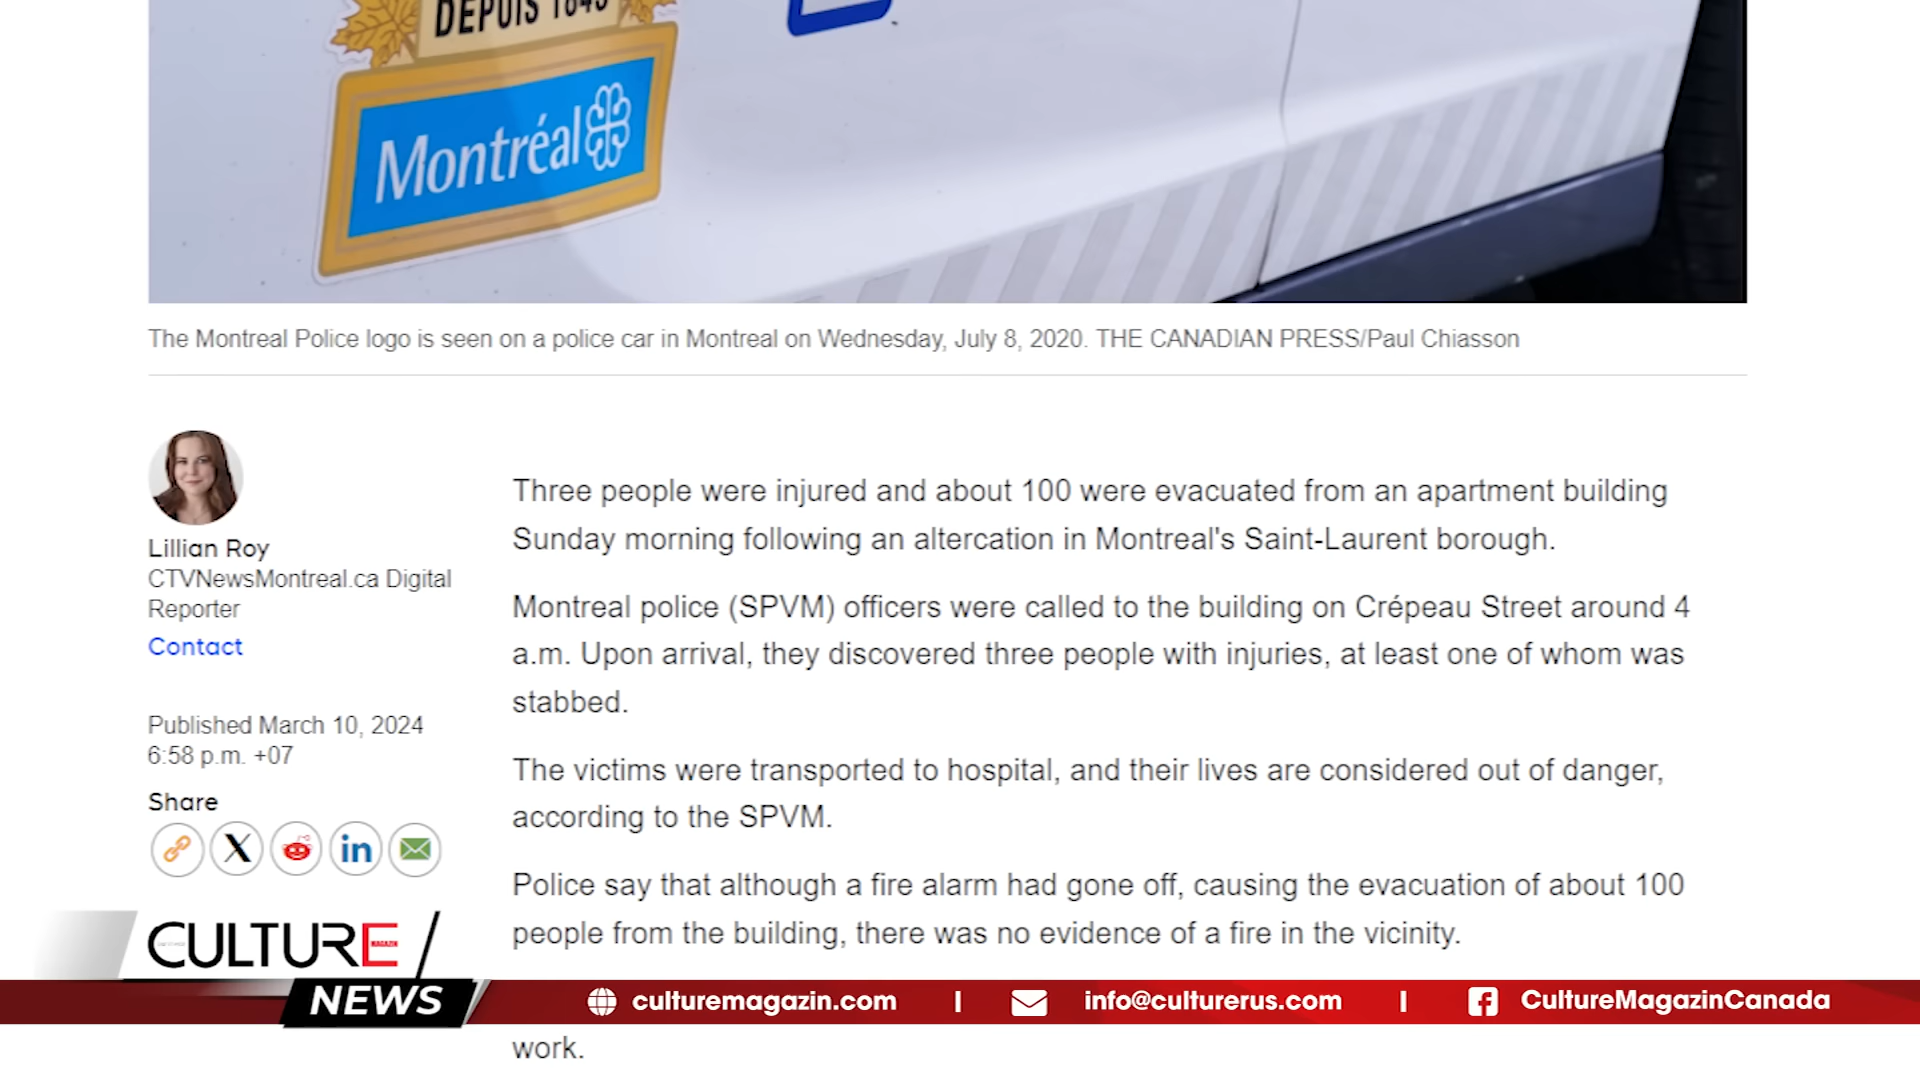 DEPUIS 1843
Montréal
The Montreal Police logo is seen on a police car in Montreal on Wednesday, July 8, 2020. THE CANADIAN PRESS/Paul Chiasson
Lillian Roy
CTVNewsMontreal.ca Digital
Reporter
Contact
Published March 10, 2024
6:58 p.m. +07
Share
Three people were injured and about 100 were evacuated from an apartment building
Sunday morning following an altercation in Montreal's Saint-Laurent borough.
Montreal police (SPVM) officers were called to the building on Crépeau Street around 4
a.m. Upon arrival, they discovered three people with injuries, at least one of whom was
stabbed.
The victims were transported to hospital, and their lives are considered out of danger,
according to the SPVM.
Police say that although a fire alarm had gone off, causing the evacuation of about 100
people from the building, there was no evidence of a fire in the vicinity.
work.
CULTURE
MAGAZIN
NEWS
culturemagazin.com | info@culturerus.com | CultureMagazinCanada